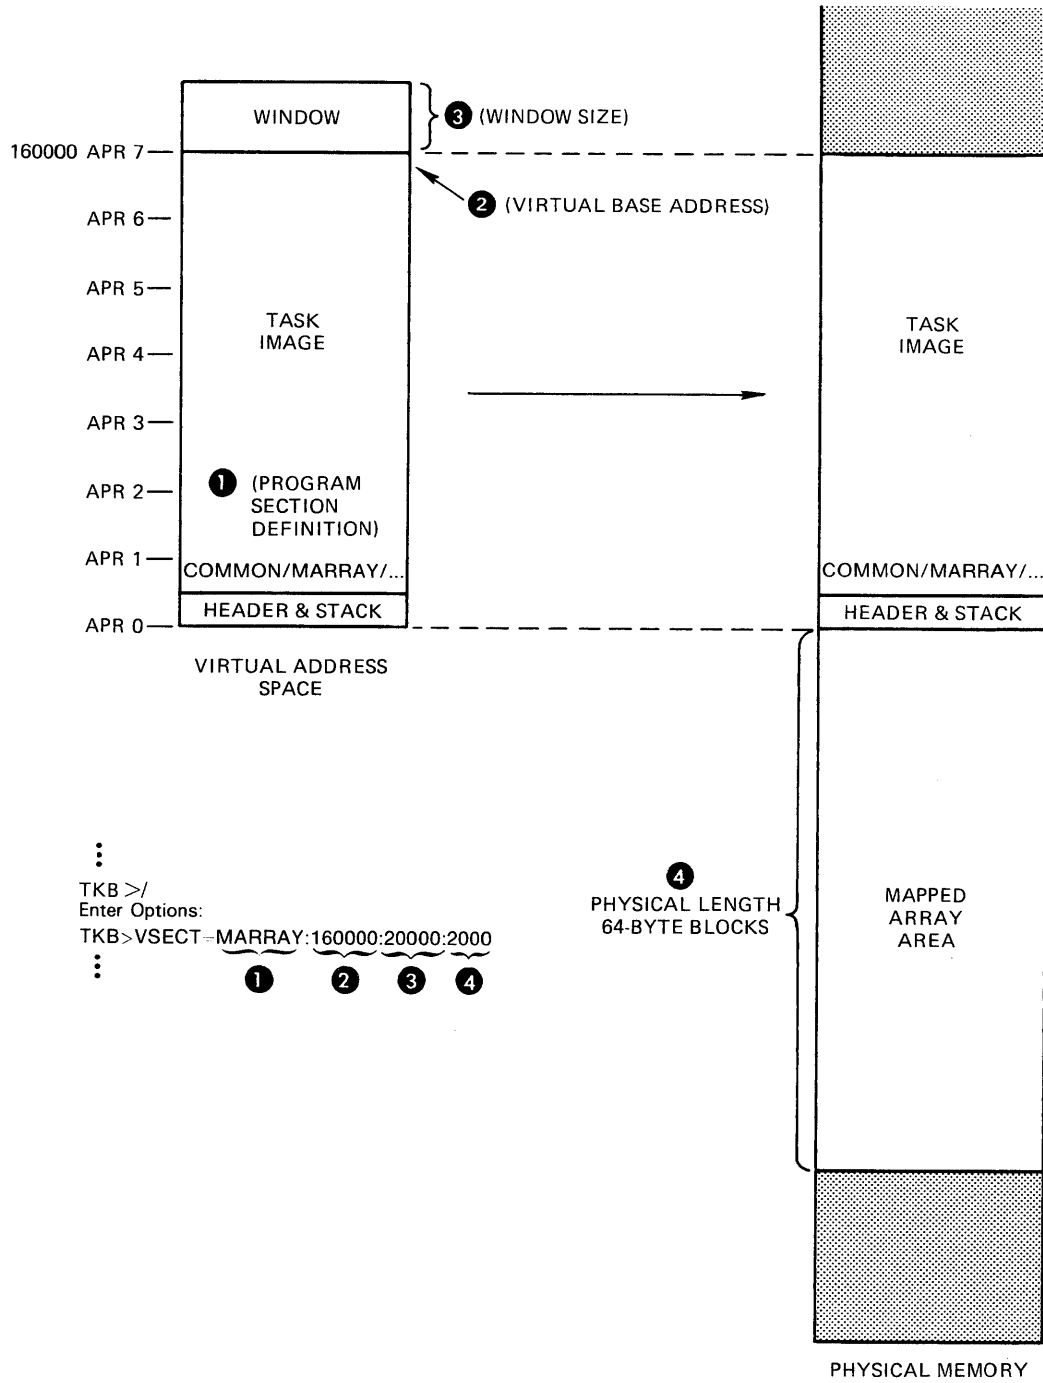 WINDOW
3 (WINDOW SIZE)
160000 APR 7
2 (VIRTUAL BASE ADDRESS)
APR 6
APR 5
TASK
IMAGE
APR 4
APR 3
1 (PROGRAM
SECTION
DEFINITION)
APR 2
APR 1
COMMON/MARRAY/...
HEADER & STACK
APR 0
VIRTUAL ADDRESS
SPACE
TASK
IMAGE
COMMON/MARRAY/...
HEADER & STACK
4
PHYSICAL LENGTH
64-BYTE BLOCKS
MAPPED
ARRAY
AREA
TKB >/
Enter Options:
TKB>VSECT=MARRAY:160000:20000:2000
1 2 3 4
PHYSICAL MEMORY